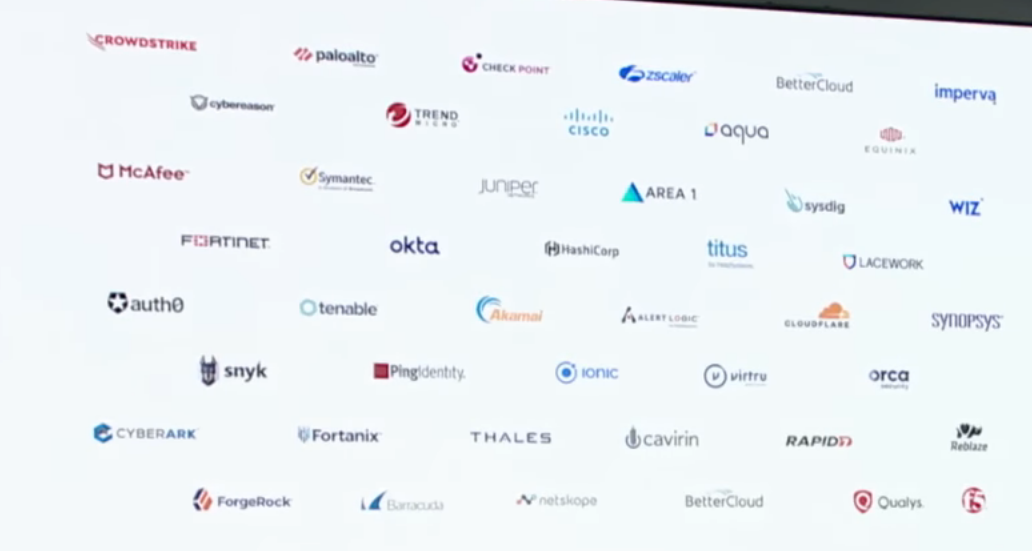 CROWDSTRIKE
paloalto
CHECK POINT
zscaler
BetterCloud
imperva
cybereason
TREND
MICRO
CISCO
aqua
EQUINIX
McAfee
Symantec
JUNIPER
AREA 1
sysdig
WIZ
FORTINET
okta
HashiCorp
titus
LACEWORK
auth0
tenable
Akamai
ALERT LOGIC
CLOUDFLARE
SYNOPSYS
snyk
PingIdentity
IONIC
virtru
orca
security
CYBERARK
Fortanix
THALES
cavirin
RAPID7
Reblaze
ForgeRock
Barracuda
netskope
BetterCloud
Qualys
f5